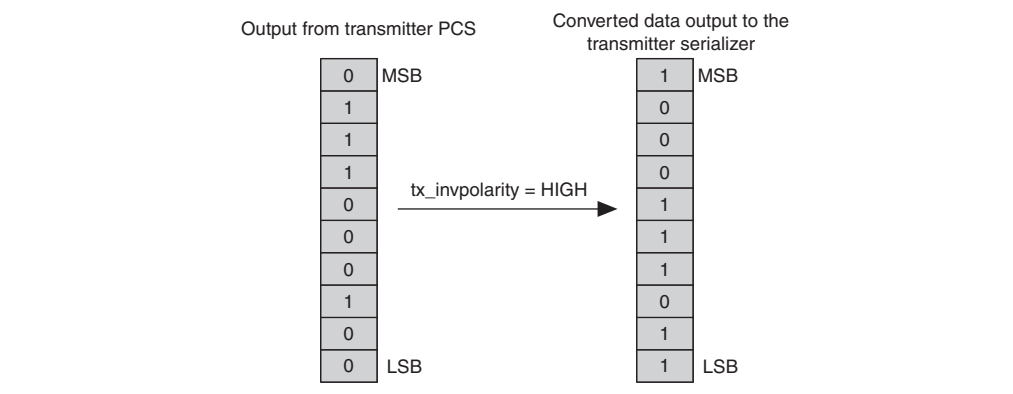 Output from transmitter PCS
Converted data output to the
transmitter serializer
0 MSB
1
1
1
0
0
0
1
0
0 LSB
tx_invpolarity = HIGH
1 MSB
0
0
0
1
1
1
0
1
1 LSB